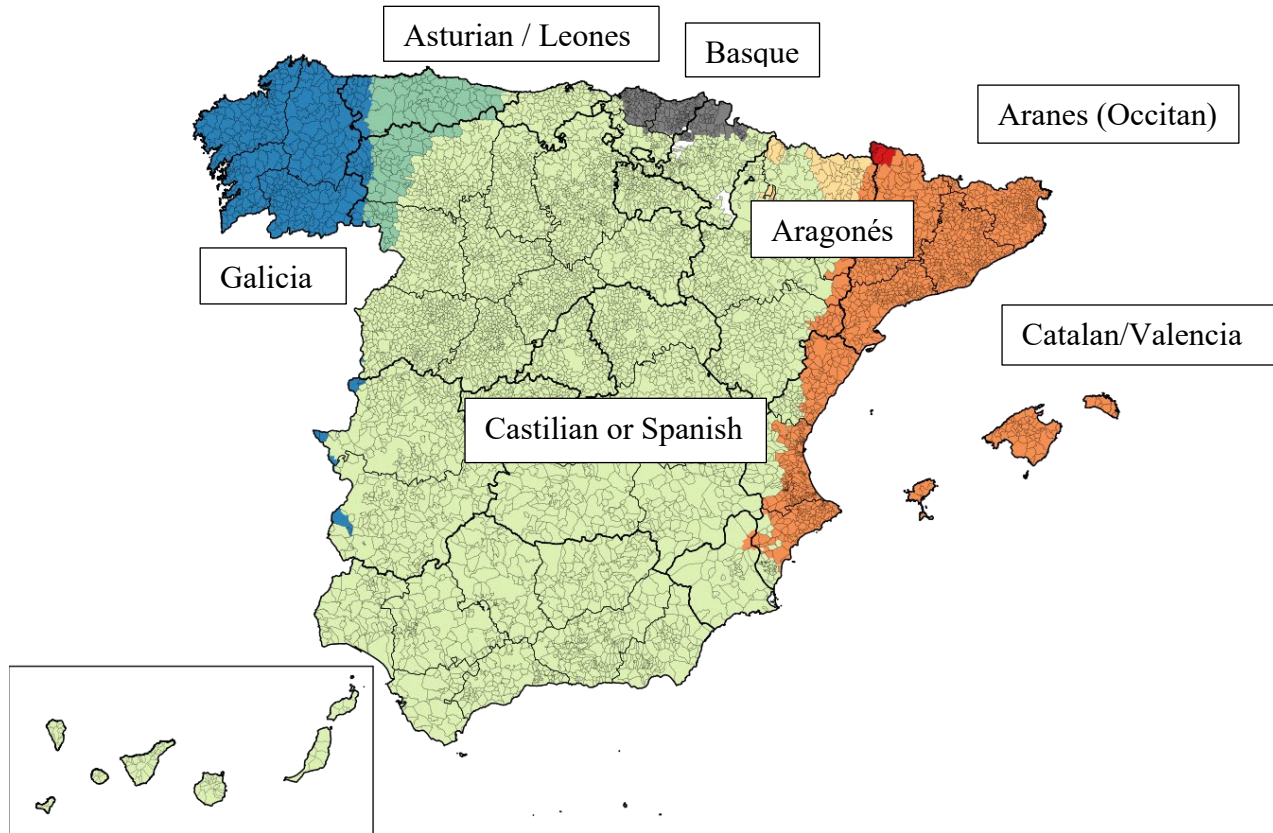 Asturian / Leones
Basque
Aranes (Occitan)
Aragonés
Galicia
Catalan/Valencia
Castilian or Spanish